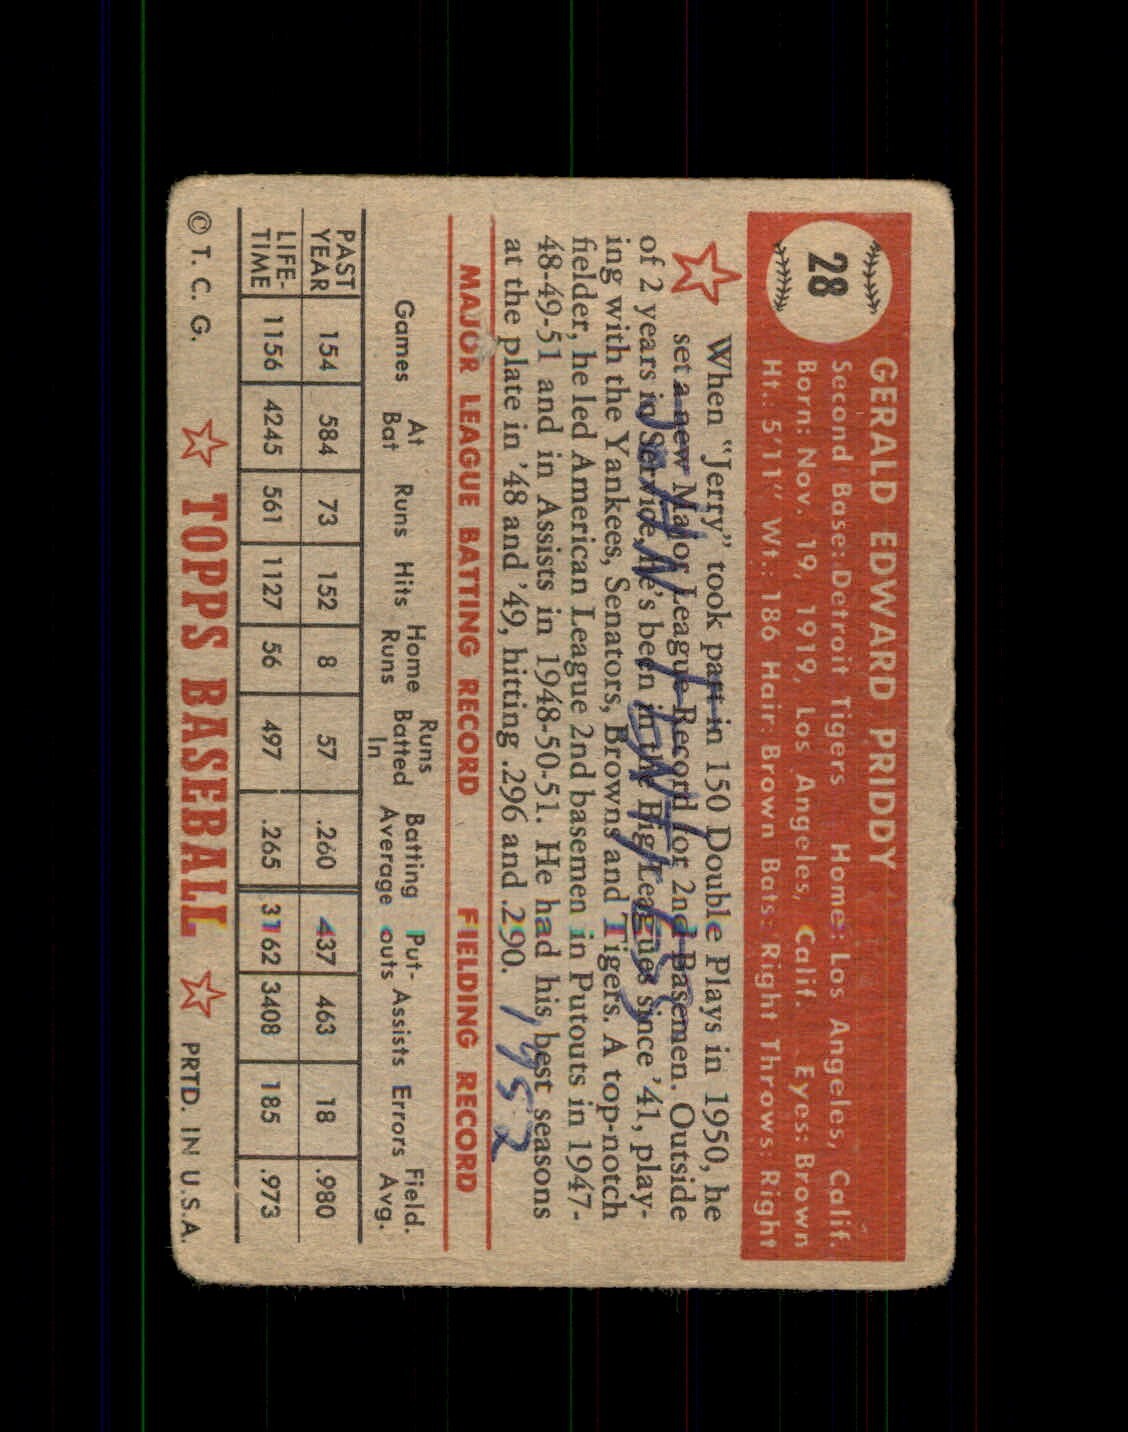 28
GERALD EDWARD PRIDDY
Second Base: Detroit Tigers Home: Los Angeles, Calif.
Born: Nov. 19, 1919, Los Angeles, Calif. Eyes: Brown
Ht.: 5'11" Wt.: 186 Hair: Brown Bats: Right Throws: Right
When "Jerry" took part in 150 Double Plays in 1950, he
set a new Major League Record for 2nd Basemen. Outside
of 2 years in Service, he's been in the Big Leagues since '41, play-
ing with the Yankees, Senators, Browns and Tigers. A top-notch
fielder, he led American League 2nd basemen in Putouts in 1947-
48-49-51 and in Assists in 1948-50-51. He had his best seasons
at the plate in '48 and '49, hitting .296 and .290.
1952
MAJOR LEAGUE BATTING RECORD FIELDING RECORD
Games At Bat Runs Hits Home Runs Runs Batted In Batting Average Put-outs Assists Errors Field. Avg.
PAST YEAR 154 584 73 152 8 57 .260 437 463 18 .980
LIFE-TIME 1156 4245 561 1127 56 497 .265 3162 3408 185 .973
© T. C. G. TOPPS BASEBALL PRTD. IN U.S.A.